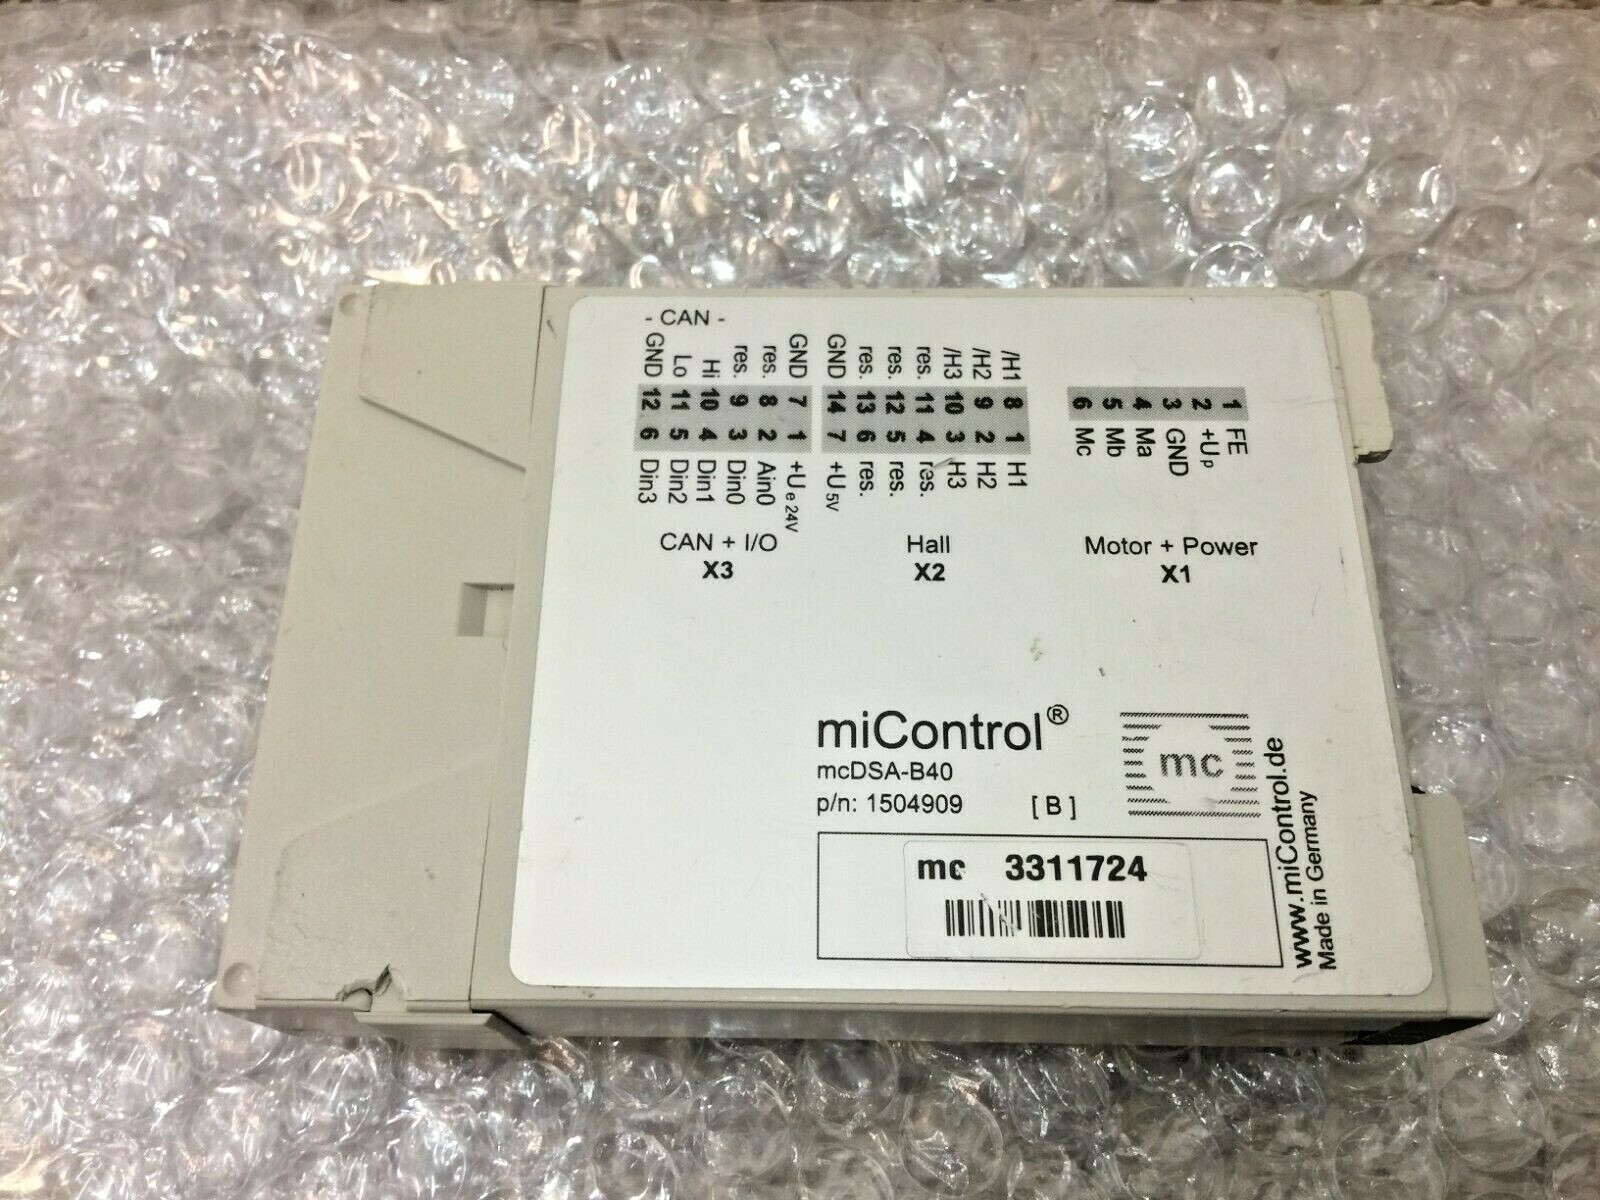 - CAN -
GND Lo Hi res. res. GND GND res. res. res. /H3 /H2 /H1
12 11 10 9 8 7 14 13 12 11 10 9 8
6 5 4 3 2 1 7 6 5 4 3 2 1
Din3 Din2 Din1 Din0 Ain0 +Ue 24V +U5V res. res. res. H3 H2 H1
6 5 4 3 2 1
Mc Mb Ma GND +Up FE
CAN + I/O
X3
Hall
X2
Motor + Power
X1
miControl®
mcDSA-B40
p/n: 1504909 [ B ]
mc
mc 3311724
www.miControl.de
Made in Germany